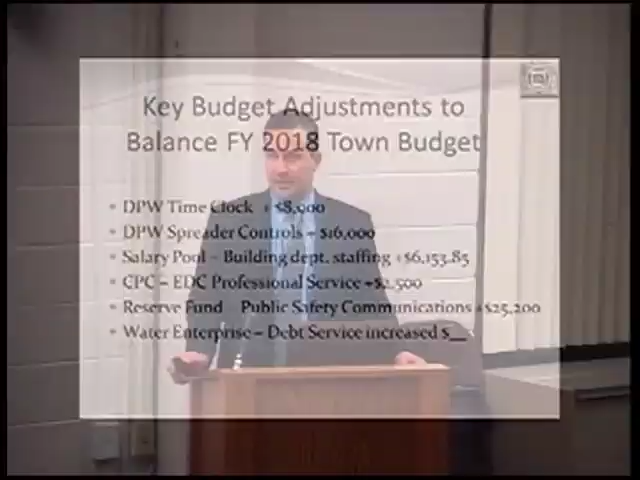 Key Budget Adjustments to
Balance FY 2018 Town Budget
• DPW Time Clock + $8,900
• DPW Spreader Controls – $16,000
• Salary Pool – Building dept. staffing +$6,153.85
• CPC – EDC Professional Service +$2,500
• Reserve Fund Public Safety Communications +$25,200
• Water Enterprise – Debt Service increased $__